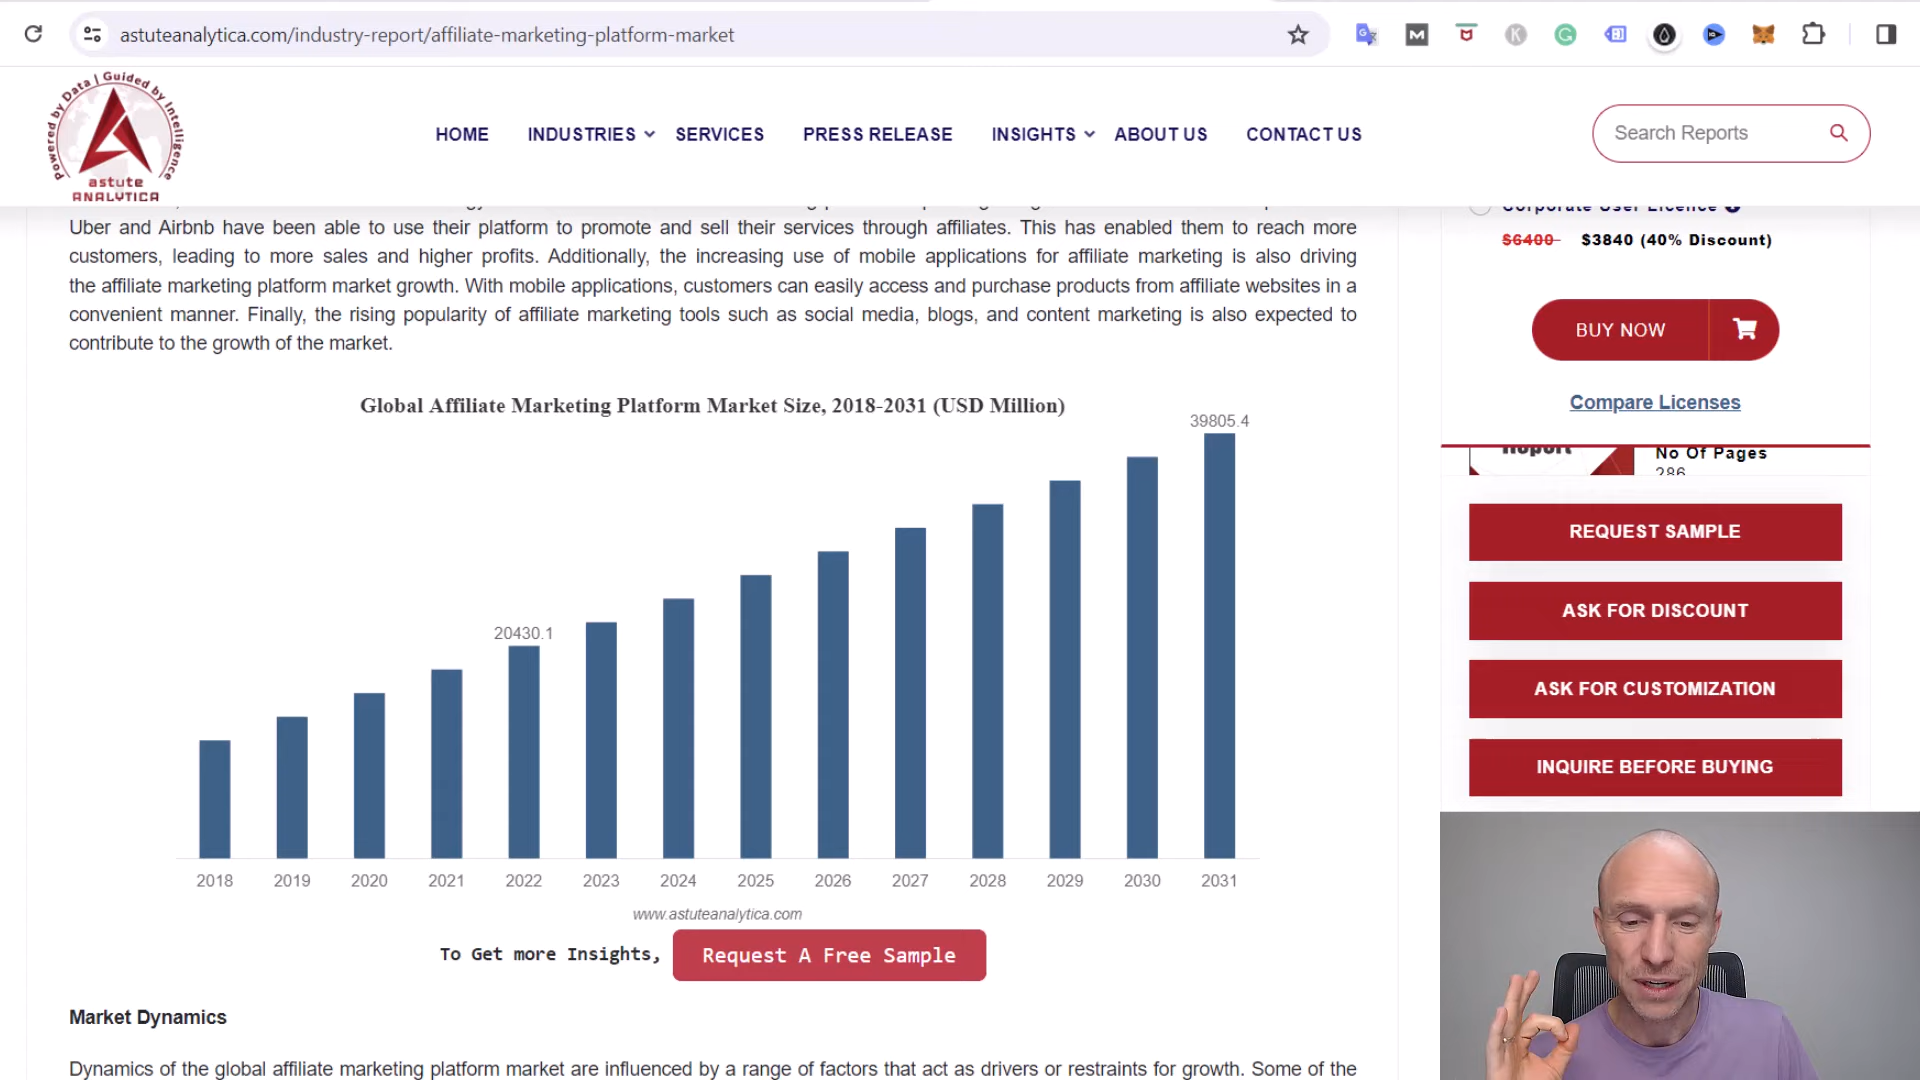 astuteanalytica.com/industry-report/affiliate-marketing-platform-market
Powered by Data | Guided by Intelligence
astute
ANALYTICA
HOME
INDUSTRIES
SERVICES
PRESS RELEASE
INSIGHTS
ABOUT US
CONTACT US
Search Reports
Uber and Airbnb have been able to use their platform to promote and sell their services through affiliates. This has enabled them to reach more
customers, leading to more sales and higher profits. Additionally, the increasing use of mobile applications for affiliate marketing is also driving
the affiliate marketing platform market growth. With mobile applications, customers can easily access and purchase products from affiliate websites in a
convenient manner. Finally, the rising popularity of affiliate marketing tools such as social media, blogs, and content marketing is also expected to
contribute to the growth of the market.
Global Affiliate Marketing Platform Market Size, 2018-2031 (USD Million)
39805.4
20430.1
2018 2019 2020 2021 2022 2023 2024 2025 2026 2027 2028 2029 2030 2031
www.astuteanalytica.com
To Get more Insights, Request A Free Sample
Market Dynamics
Dynamics of the global affiliate marketing platform market are influenced by a range of factors that act as drivers or restraints for growth. Some of the
Corporate User Licence
$6400 $3840 (40% Discount)
BUY NOW
Compare Licenses
Report
No Of Pages
286
REQUEST SAMPLE
ASK FOR DISCOUNT
ASK FOR CUSTOMIZATION
INQUIRE BEFORE BUYING